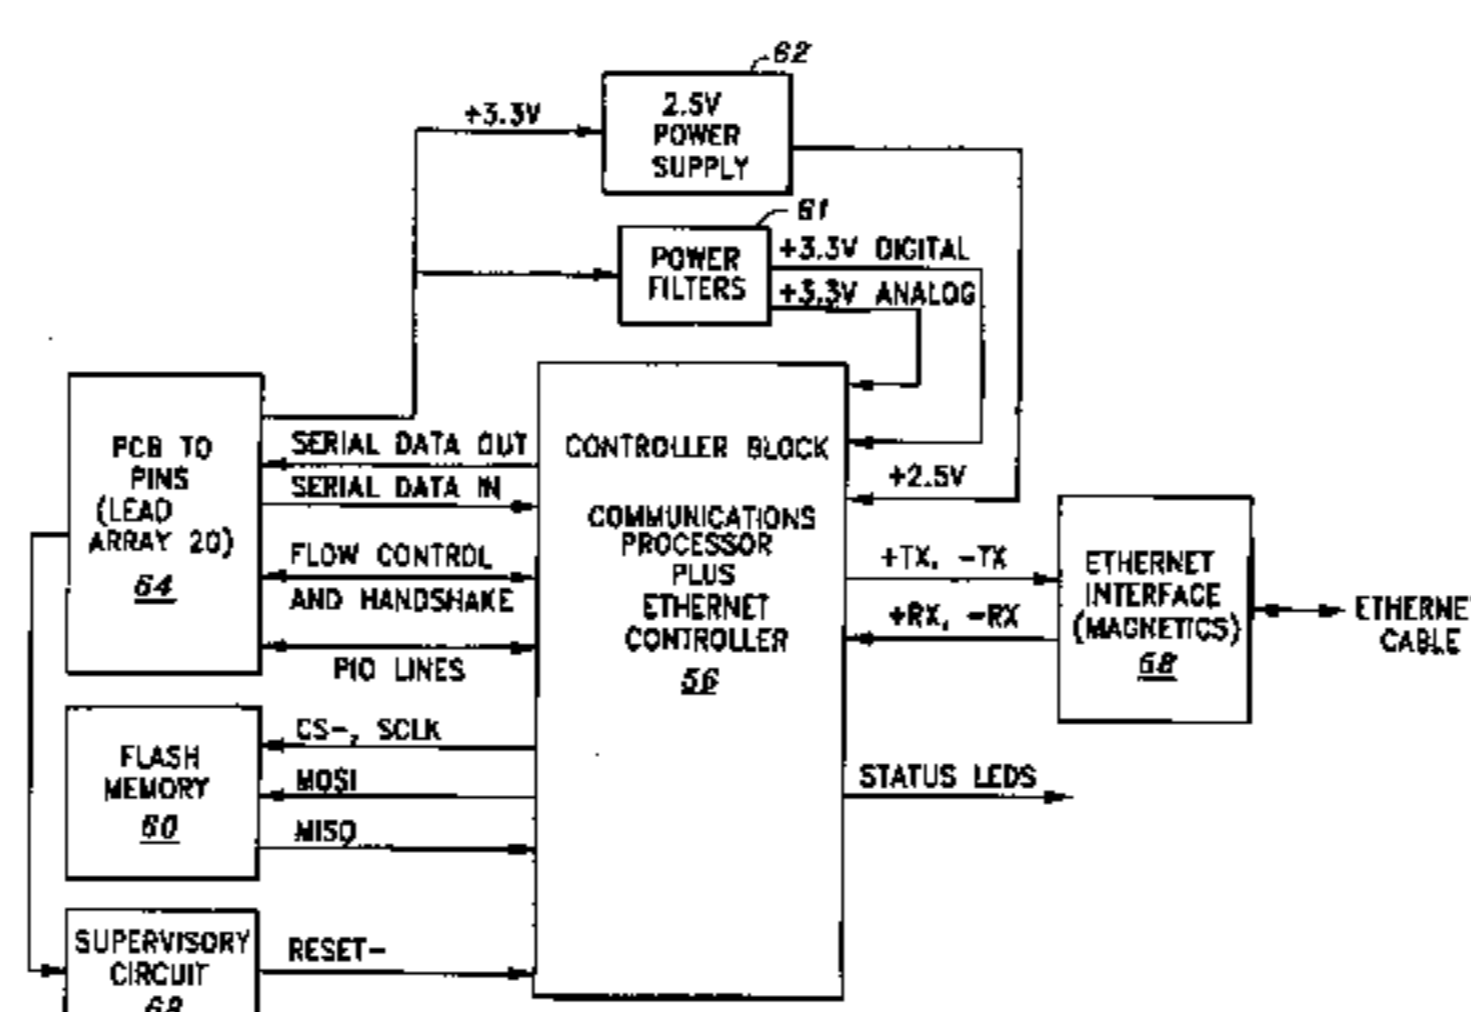 62
+3.3V
2.5V
POWER
SUPPLY
61
POWER
FILTERS
+3.3V DIGITAL
+3.3V ANALOG
PCB TO
PINS
(LEAD
ARRAY 20)
64
SERIAL DATA OUT
SERIAL DATA IN
FLOW CONTROL
AND HANDSHAKE
PIO LINES
CONTROLLER BLOCK
COMMUNICATIONS
PROCESSOR
PLUS
ETHERNET
CONTROLLER
56
+2.5V
+TX, -TX
+RX, -RX
ETHERNET
INTERFACE
(MAGNETICS)
ETHERNE
CABLE
FLASH
MEMORY
60
CS-, SCLK
MOSI
MISO
STATUS LEDS
SUPERVISORY
CIRCUIT
RESET-